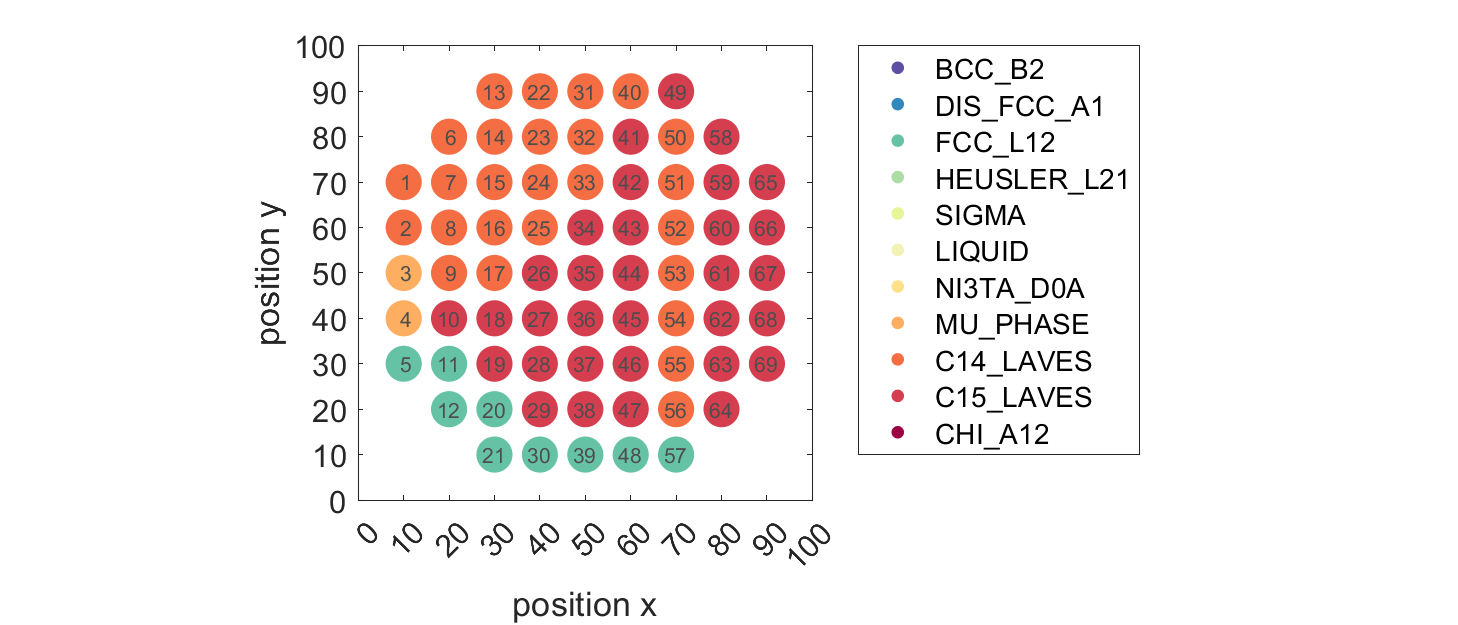 100
90
80
70
60
50
40
30
20
10
0
position y
13 22 31 40 49
6 14 23 32 41 50 58
1 7 15 24 33 42 51 59 65
2 8 16 25 34 43 52 60 66
3 9 17 26 35 44 53 61 67
4 10 18 27 36 45 54 62 68
5 11 19 28 37 46 55 63 69
12 20 29 38 47 56 64
21 30 39 48 57
0 10 20 30 40 50 60 70 80 90 100
position x
BCC_B2
DIS_FCC_A1
FCC_L12
HEUSLER_L21
SIGMA
LIQUID
NI3TA_D0A
MU_PHASE
C14_LAVES
C15_LAVES
CHI_A12